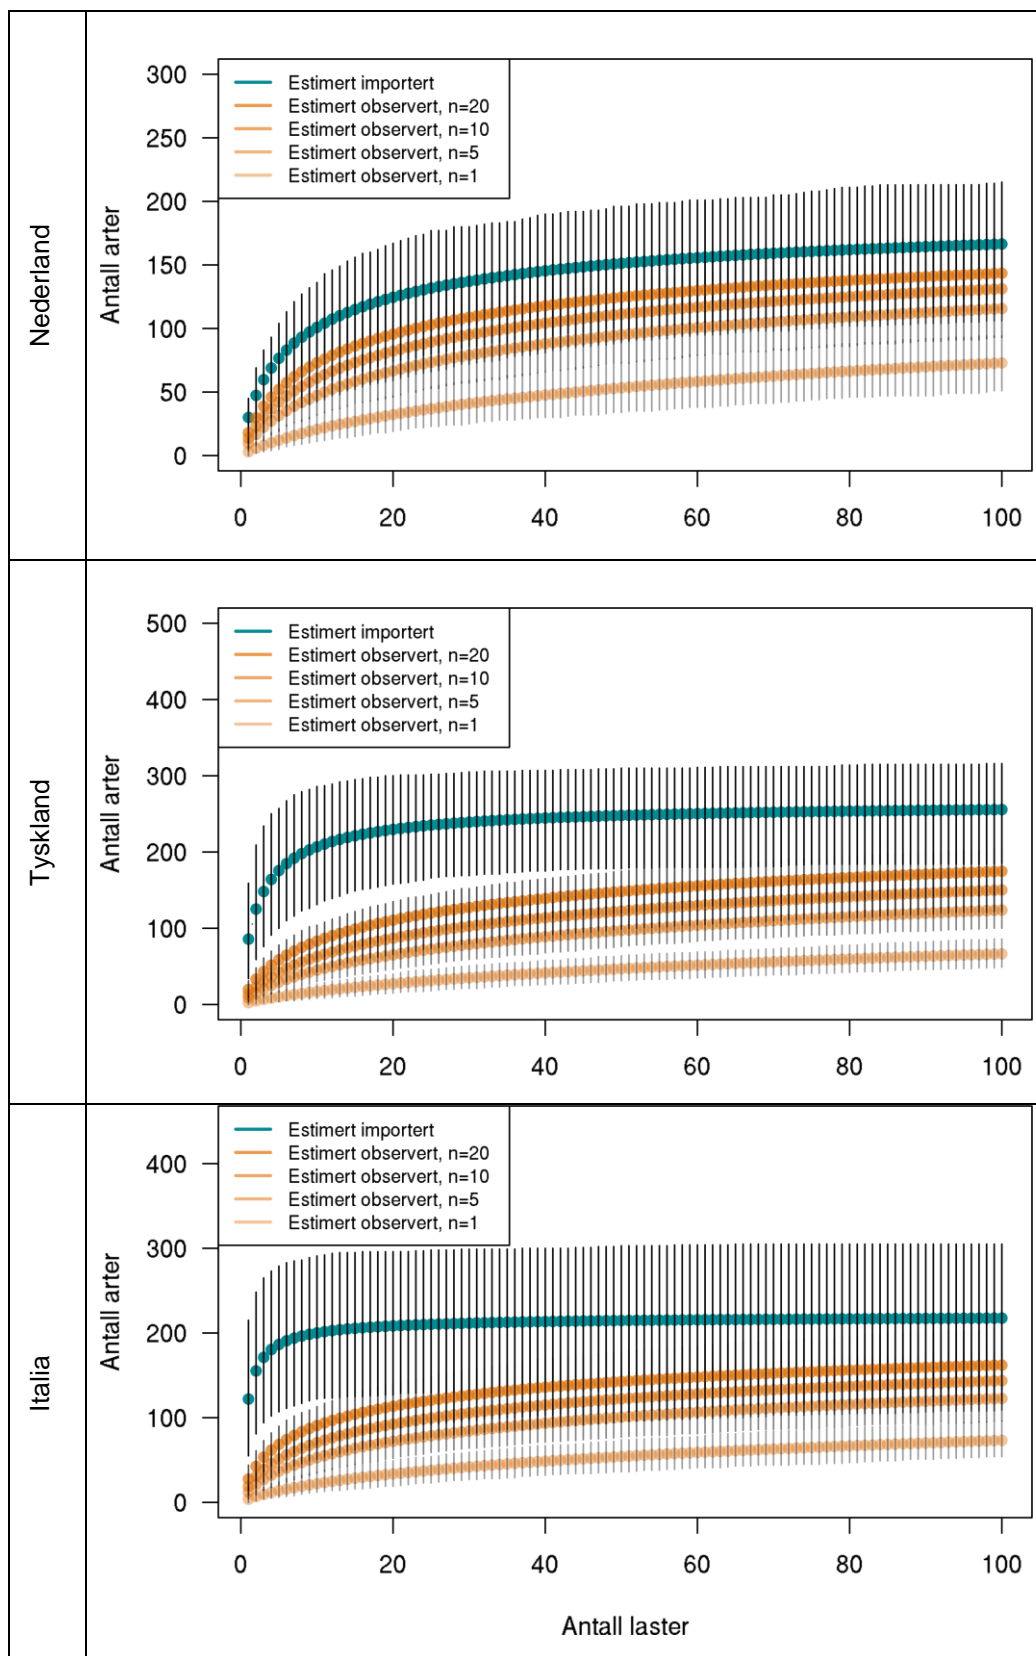 Nederland
Antall arter
300
250
200
150
100
50
0
Estimert importert
Estimert observert, n=20
Estimert observert, n=10
Estimert observert, n=5
Estimert observert, n=1
0 20 40 60 80 100
Tyskland
Antall arter
500
400
300
200
100
0
Estimert importert
Estimert observert, n=20
Estimert observert, n=10
Estimert observert, n=5
Estimert observert, n=1
0 20 40 60 80 100
Italia
Antall arter
400
300
200
100
0
Estimert importert
Estimert observert, n=20
Estimert observert, n=10
Estimert observert, n=5
Estimert observert, n=1
0 20 40 60 80 100
Antall laster